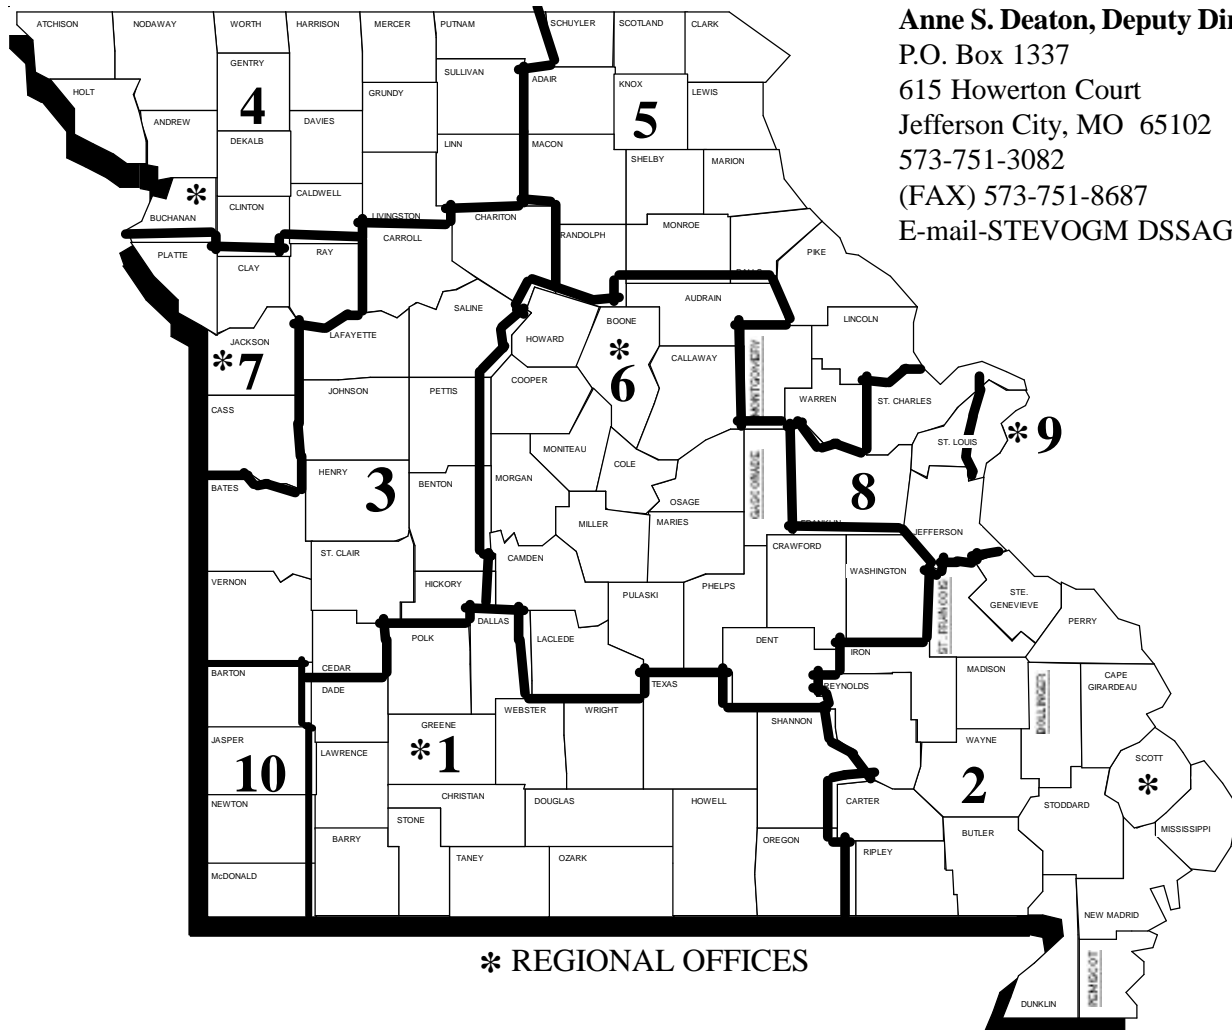 Anne S. Deaton, Deputy Dir
P.O. Box 1337
615 Howerton Court
Jefferson City, MO 65102
573-751-3082
(FAX) 573-751-8687
E-mail-STEVOGM DSSAG
ATCHISON
NODAWAY
WORTH
HARRISON
MERCER
PUTNAM
SCHUYLER
SCOTLAND
CLARK
GENTRY
SULLIVAN
ADAIR
KNOX
HOLT
4
GRUNDY
LEWIS
5
ANDREW
DAVIES
DEKALB
LINN
MACON
SHELBY
MARION
*
BUCHANAN
CLINTON
CALDWELL
LIVINGSTON
CHARITON
RANDOLPH
MONROE
CARROLL
PLATTE
CLAY
RAY
PIKE
AUDRAIN
SALINE
LAFAYETTE
BOONE
LINCOLN
JACKSON
*7
HOWARD
*
6
CALLAWAY
MONTGOMERY
COOPER
JOHNSON
PETTIS
WARREN
ST. CHARLES
CASS
ST. LOUIS
*9
MONITEAU
COLE
HENRY
3
BENTON
MORGAN
BATES
OSAGE
GASCONADE
8
FRANKLIN
JEFFERSON
MILLER
MARIES
CRAWFORD
ST. CLAIR
CAMDEN
WASHINGTON
VERNON
HICKORY
PULASKI
PHELPS
STE.
GENEVIEVE
ST. FRANCOIS
PERRY
DALLAS
POLK
LACLEDE
DENT
IRON
CEDAR
BARTON
DADE
TEXAS
REYNOLDS
MADISON
CAPE
GIRARDEAU
BOLLINGER
WEBSTER
WRIGHT
SHANNON
GREENE
*1
JASPER
10
LAWRENCE
WAYNE
2
SCOTT
*
CHRISTIAN
DOUGLAS
HOWELL
CARTER
STODDARD
NEWTON
STONE
BARRY
OREGON
BUTLER
MISSISSIPPI
TANEY
OZARK
RIPLEY
McDONALD
NEW MADRID
* REGIONAL OFFICES
PEMISCOT
DUNKLIN